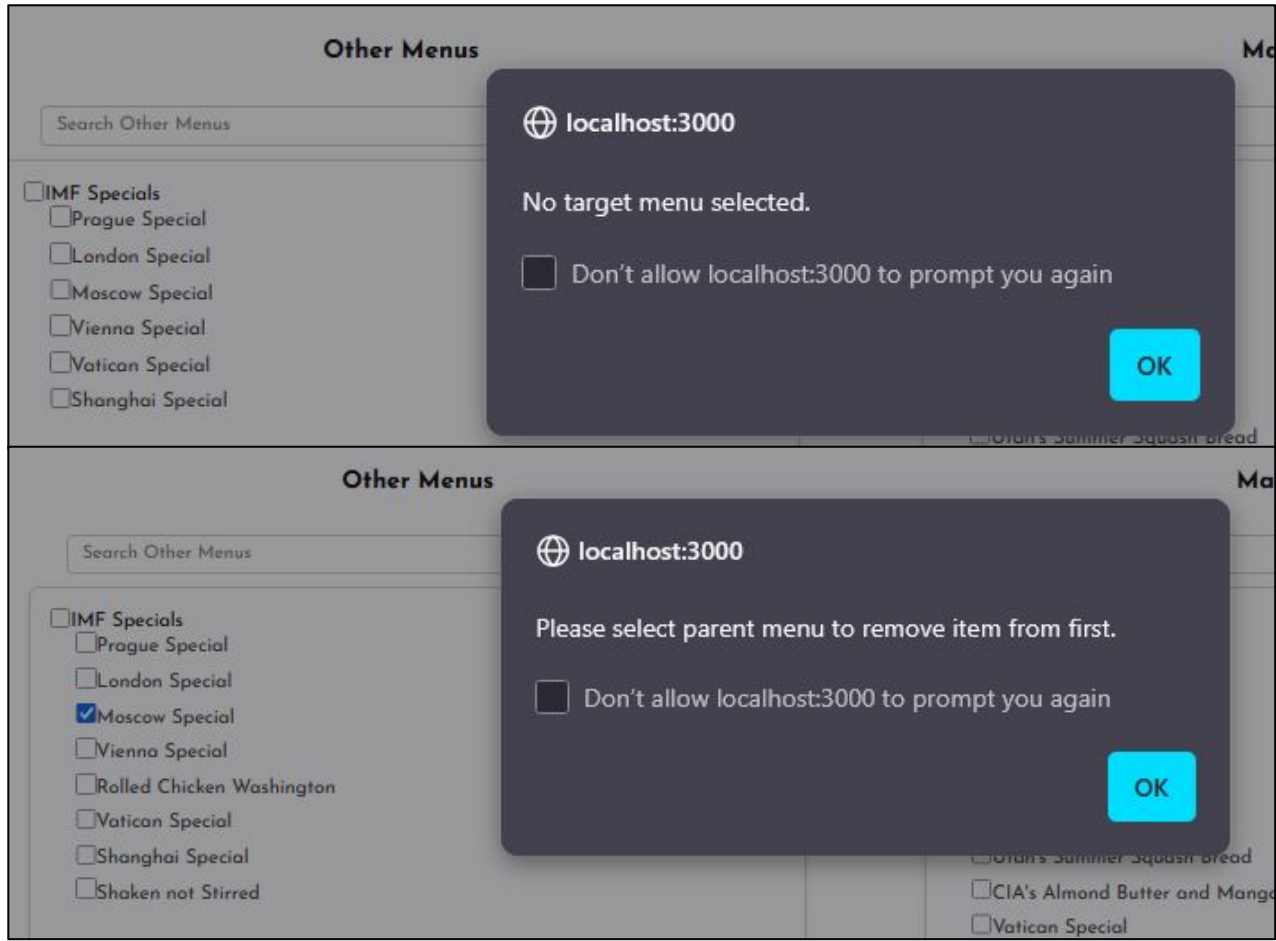 Other Menus
Search Other Menus
IMF Specials
Prague Special
London Special
Moscow Special
Vienna Special
Vatican Special
Shanghai Special
localhost:3000
No target menu selected.
Don't allow localhost:3000 to prompt you again
OK
Utah's Summer Squash Bread
Other Menus
Search Other Menus
IMF Specials
Prague Special
London Special
Moscow Special
Vienna Special
Rolled Chicken Washington
Vatican Special
Shanghai Special
Shaken not Stirred
localhost:3000
Please select parent menu to remove item from first.
Don't allow localhost:3000 to prompt you again
OK
Summer Squash Bread
CIA's Almond Butter and
Vatican Special